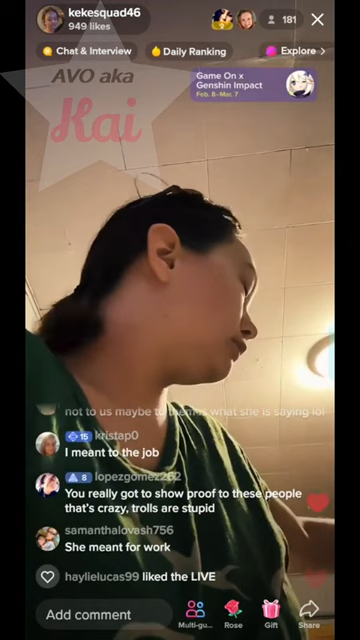 kekesquad46
949 likes
181
Chat & Interview
Daily Ranking
Explore
Game On x
Genshin Impact
Feb. 8–Mar. 7
AVO aka
Kai
not to us maybe to them is what she is saying lol
15 kristap0
I meant to the job
8 lopezgomez262
You really got to show proof to these people
that's crazy, trolls are stupid
samanthalovash756
She meant for work
haylielucas99 liked the LIVE
Add comment
Multi-gu...
Rose
Gift
Share